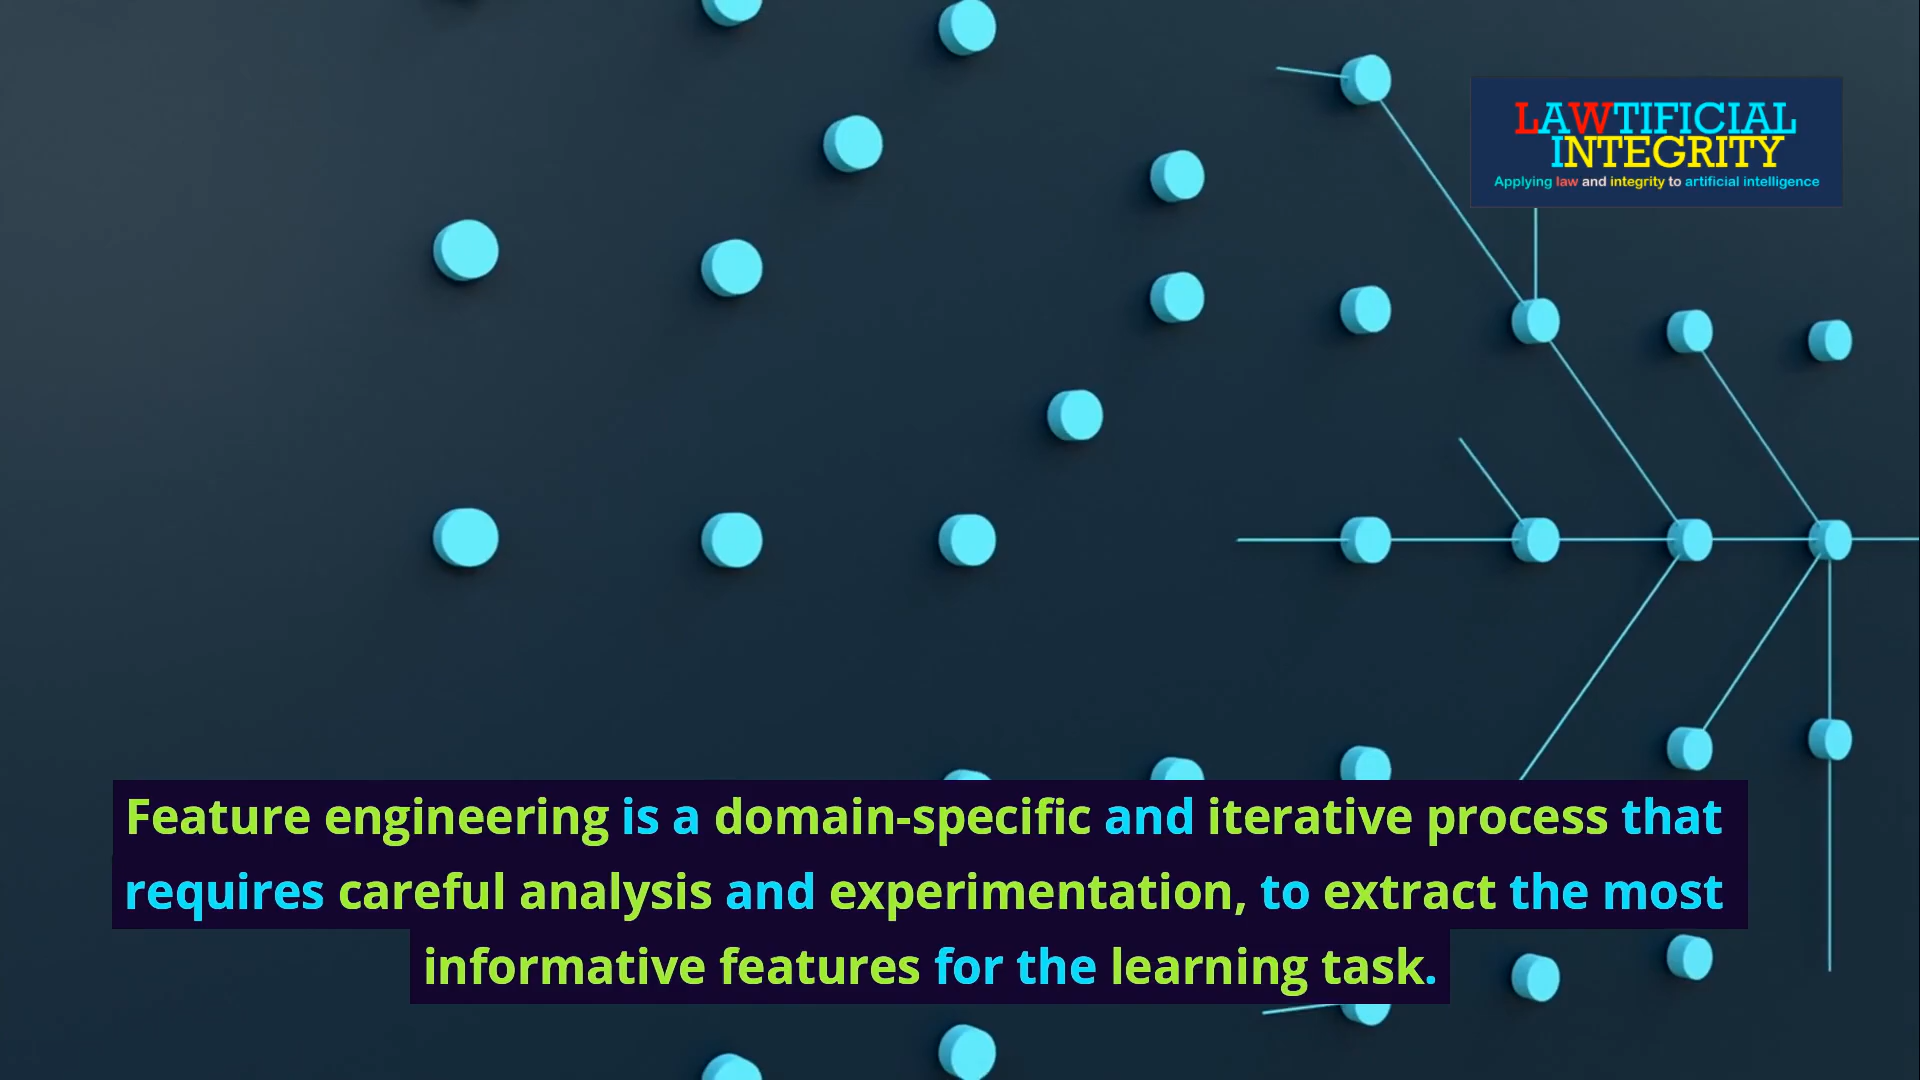 LAWTIFICIAL
INTEGRITY
Applying law and integrity to artificial intelligence
Feature engineering is a domain-specific and iterative process that
requires careful analysis and experimentation, to extract the most
informative features for the learning task.